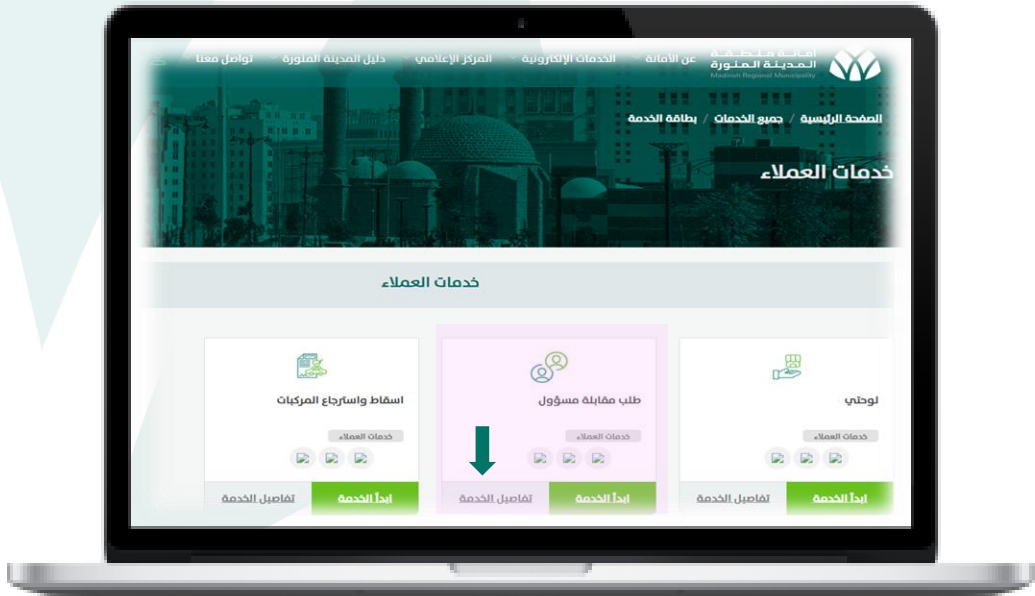 أمانة منطقة
المدينة المنورة
Madinah Regional Municipality
عن الأمانة الخدمات الإلكترونية المركز الإعلامي دليل المدينة المنورة تواصل معنا
الصفحة الرئيسية / جميع الخدمات / بطاقة الخدمة
خدمات العملاء
خدمات العملاء
لوحتي
خدمات العملاء
ابدأ الخدمة تفاصيل الخدمة
طلب مقابلة مسؤول
خدمات العملاء
ابدأ الخدمة تفاصيل الخدمة
اسقاط واسترجاع المركبات
خدمات العملاء
ابدأ الخدمة تفاصيل الخدمة